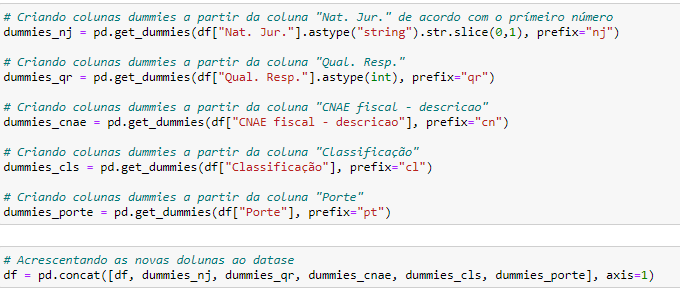 # Criando colunas dummies a partir da coluna "Nat. Jur." de acordo com o prímeiro número
dummies_nj = pd.get_dummies(df["Nat. Jur."].astype("string").str.slice(0,1), prefix="nj")
# Criando colunas dummies a partir da coluna "Qual. Resp."
dummies_qr = pd.get_dummies(df["Qual. Resp."].astype(int), prefix="qr")
# Criando colunas dummies a partir da coluna "CNAE fiscal - descricao"
dummies_cnae = pd.get_dummies(df["CNAE fiscal - descricao"], prefix="cn")
# Criando colunas dummies a partir da coluna "Classificação"
dummies_cls = pd.get_dummies(df["Classificação"], prefix="cl")
# Criando colunas dummies a partir da coluna "Porte"
dummies_porte = pd.get_dummies(df["Porte"], prefix="pt")
# Acrescentando as novas dolunas ao datase
df = pd.concat([df, dummies_nj, dummies_qr, dummies_cnae, dummies_cls, dummies_porte], axis=1)